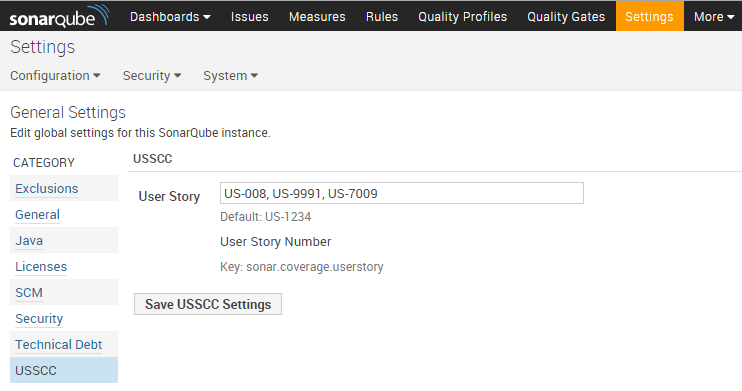 sonarqube Dashboards Issues Measures Rules Quality Profiles Quality Gates Settings More
Settings
Configuration Security System
General Settings
Edit global settings for this SonarQube instance.
CATEGORY
Exclusions
General
Java
Licenses
SCM
Security
Technical Debt
USSCC
USSCC
User Story US-008, US-9991, US-7009
Default: US-1234
User Story Number
Key: sonar.coverage.userstory
Save USSCC Settings